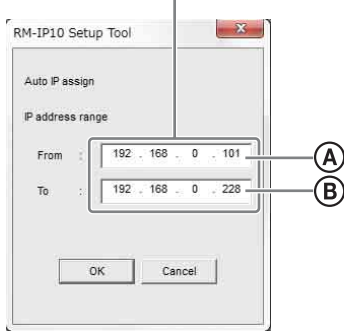 RM-IP10 Setup Tool
Auto IP assign
IP address range
From : 192 . 168 . 0 . 101 A
To : 192 . 168 . 0 . 228 B
OK Cancel